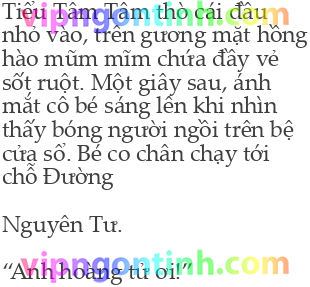 Tiểu Tâm Tâm thò cái đầu
vipngontinh.com
nhỏ vào, trên gương mặt hồng
hào mũm mĩm chứa đầy vẻ
sốt ruột. Một giây sau, ánh
mắt cô bé sáng lên khi nhìn
thấy bóng người ngồi trên bệ
cửa sổ. Bé co chân chạy tới
chỗ Đường
Nguyên Tư.
vipngontinh.com
“Anh hoàng tử ơi!”